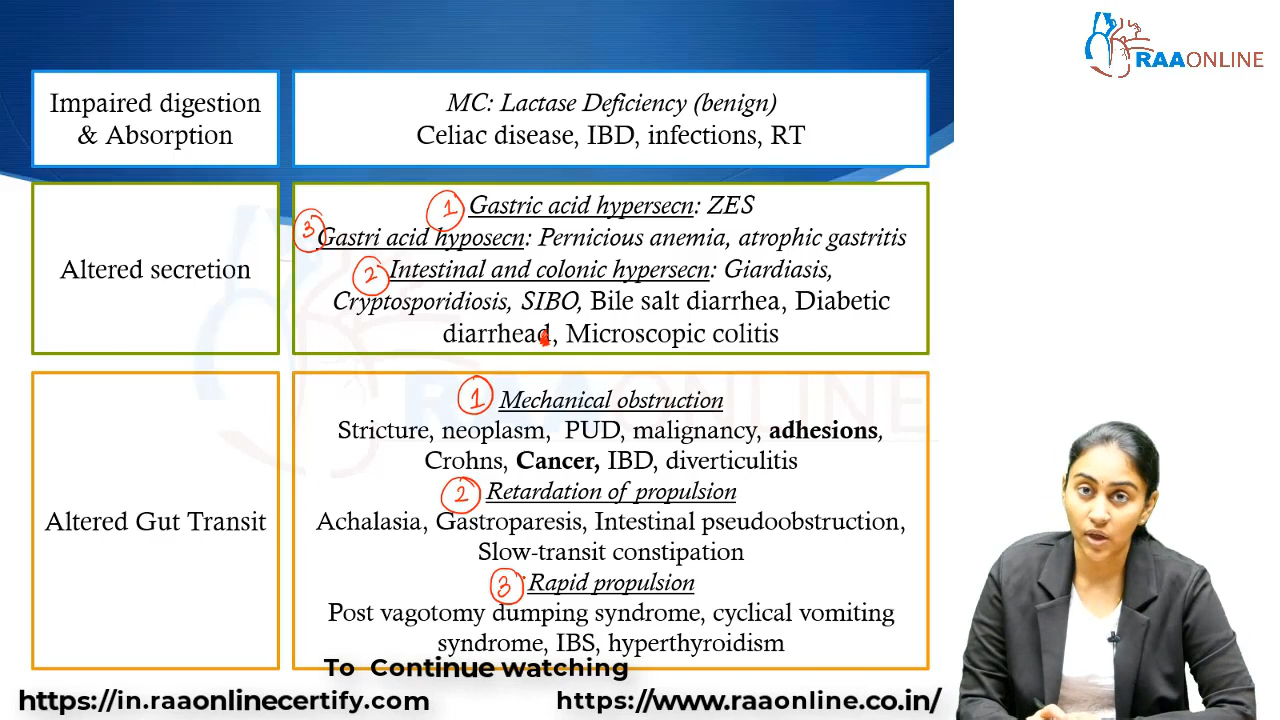 RAAONLINE
Impaired digestion
& Absorption
MC: Lactase Deficiency (benign)
Celiac disease, IBD, infections, RT
Altered secretion
1 Gastric acid hypersecn: ZES
3 Gastri acid hyposecn: Pernicious anemia, atrophic gastritis
2 Intestinal and colonic hypersecn: Giardiasis,
Cryptosporidiosis, SIBO, Bile salt diarrhea, Diabetic
diarrhead, Microscopic colitis
RAAONLINE
Altered Gut Transit
1 Mechanical obstruction
Stricture, neoplasm, PUD, malignancy, adhesions,
Crohns, Cancer, IBD, diverticulitis
2 Retardation of propulsion
Achalasia, Gastroparesis, Intestinal pseudoobstruction,
Slow-transit constipation
3 Rapid propulsion
Post vagotomy dumping syndrome, cyclical vomiting
syndrome, IBS, hyperthyroidism
To Continue watching
https://in.raaonlinecertify.com
https://www.raaonline.co.in/